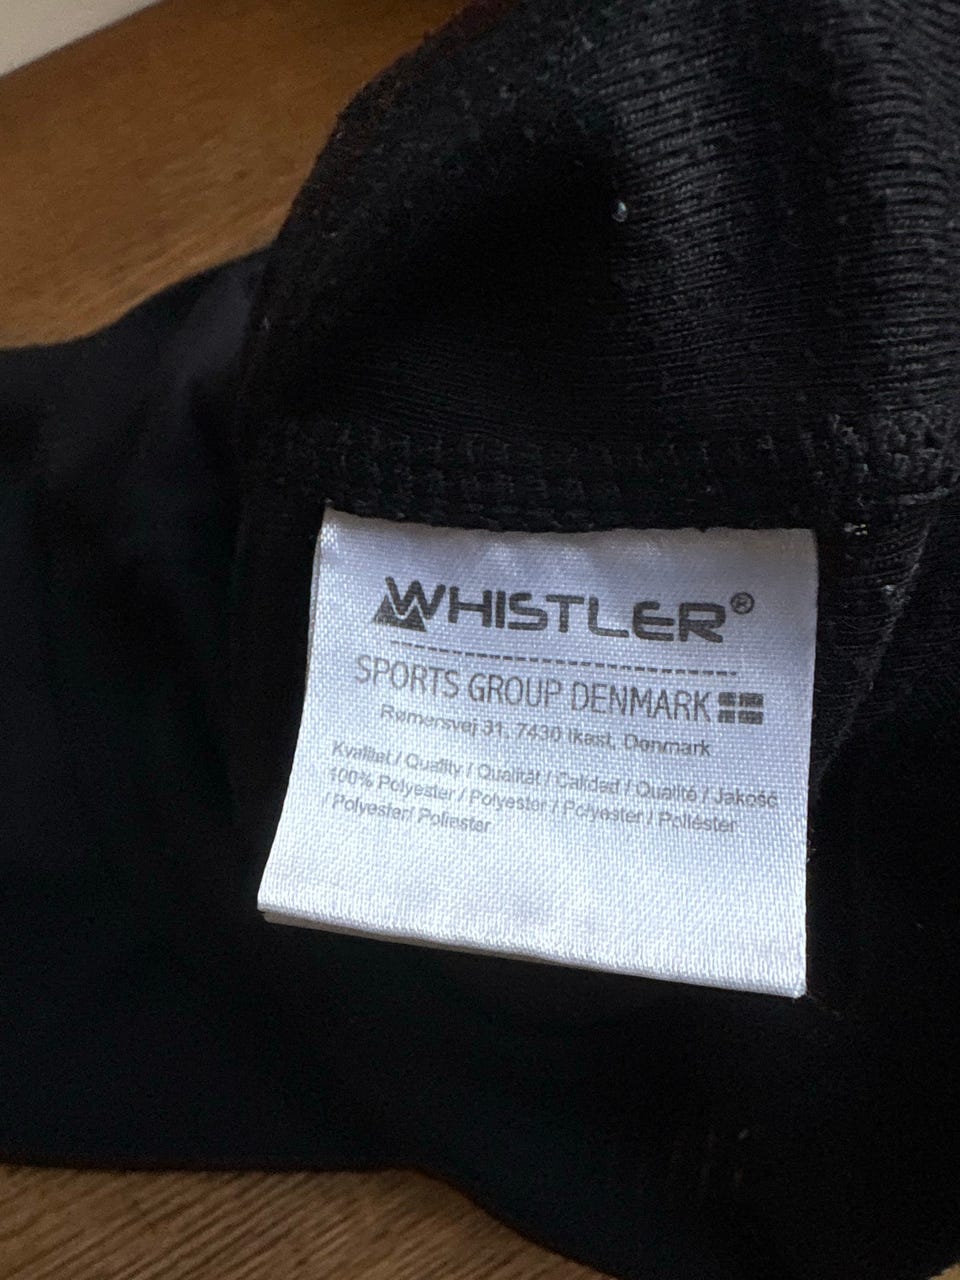 WHISTLER®
SPORTS GROUP DENMARK
Rømersvej 31, 7430 Ikast, Denmark
Kvalitet / Quality / Qualität / Calidad / Qualité / Jakość
100% Polyester / Polyester / Polyester / Poliéster
/ Polyester/ Poliester